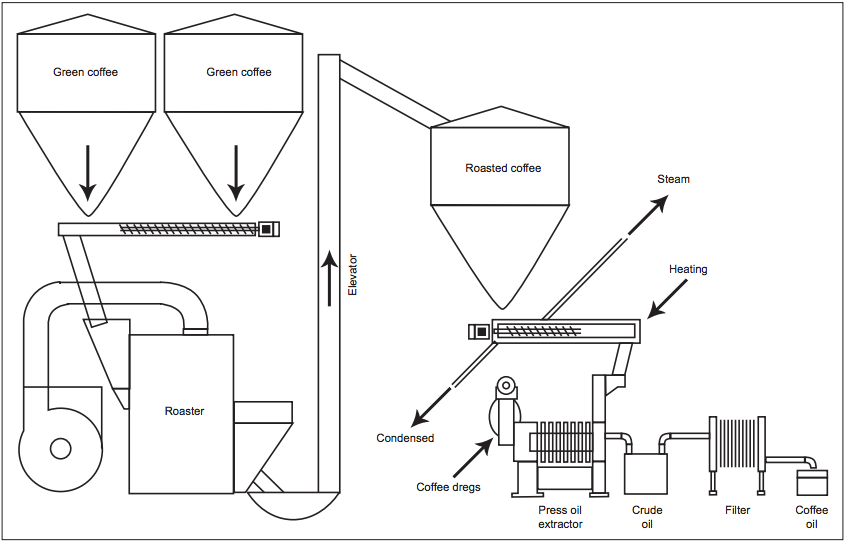 Green coffee
Green coffee
Roasted coffee
Steam
Elevator
Heating
Roaster
Condensed
Coffee dregs
Press oil
extractor
Crude
oil
Filter
Coffee
oil